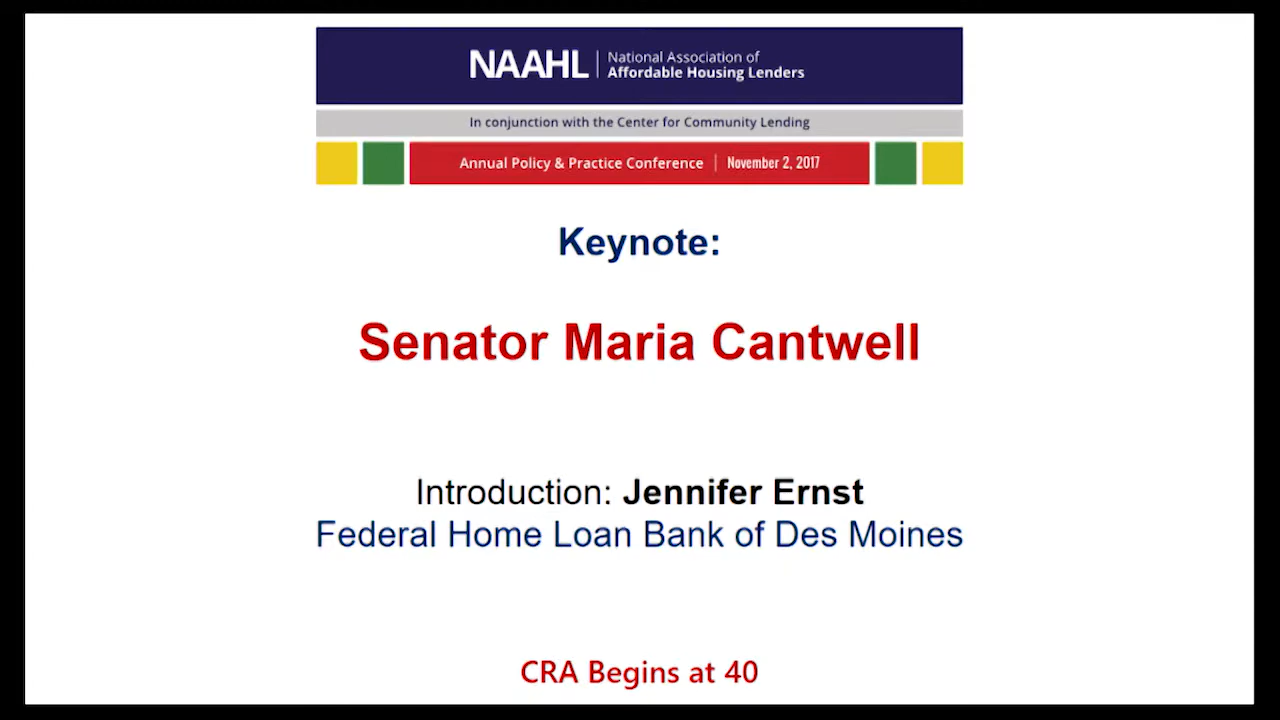 NAAHL
National Association of
Affordable Housing Lenders
In conjunction with the Center for Community Lending
Annual Policy & Practice Conference | November 2, 2017
Keynote:
Senator Maria Cantwell
Introduction: Jennifer Ernst
Federal Home Loan Bank of Des Moines
CRA Begins at 40